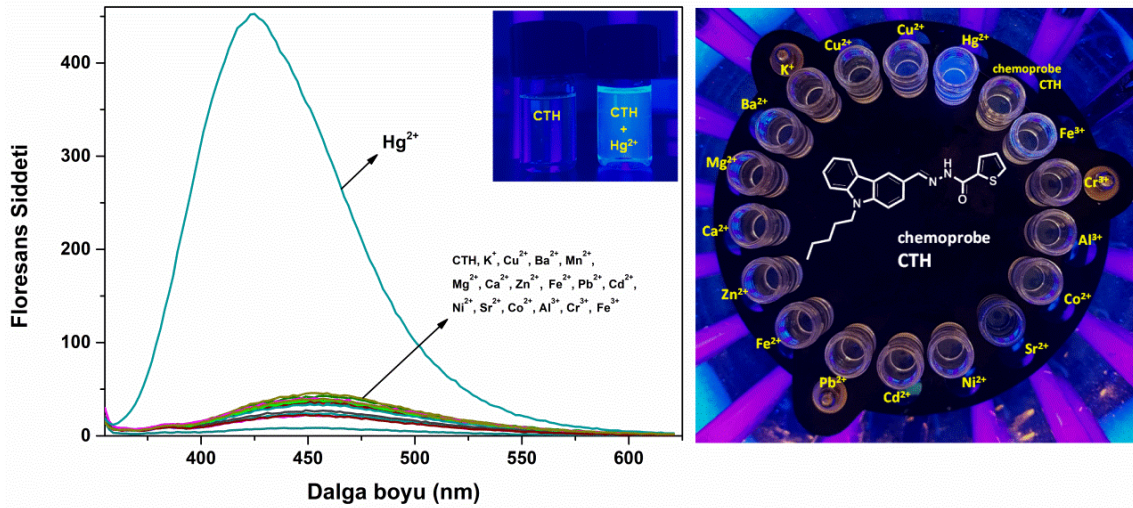 Floresans Siddeti
400
300
200
100
0
400
450
500
550
600
Dalga boyu (nm)
Hg2+
CTH, K+, Cu2+, Ba2+, Mn2+,
Mg2+, Ca2+, Zn2+, Fe2+, Pb2+, Cd2+,
Ni2+, Sr2+, Co2+, Al3+, Cr3+, Fe3+
CTH
CTH
+
Hg2+
Cu2+
Cu2+
Hg2+
chemoprobe
CTH
Fe3+
Cr3+
Al3+
Co2+
Sr2+
Ni2+
Cd2+
Pb2+
Fe2+
Zn2+
Ca2+
Mg2+
Ba2+
K+
H
N
N
O
S
N
chemoprobe
CTH